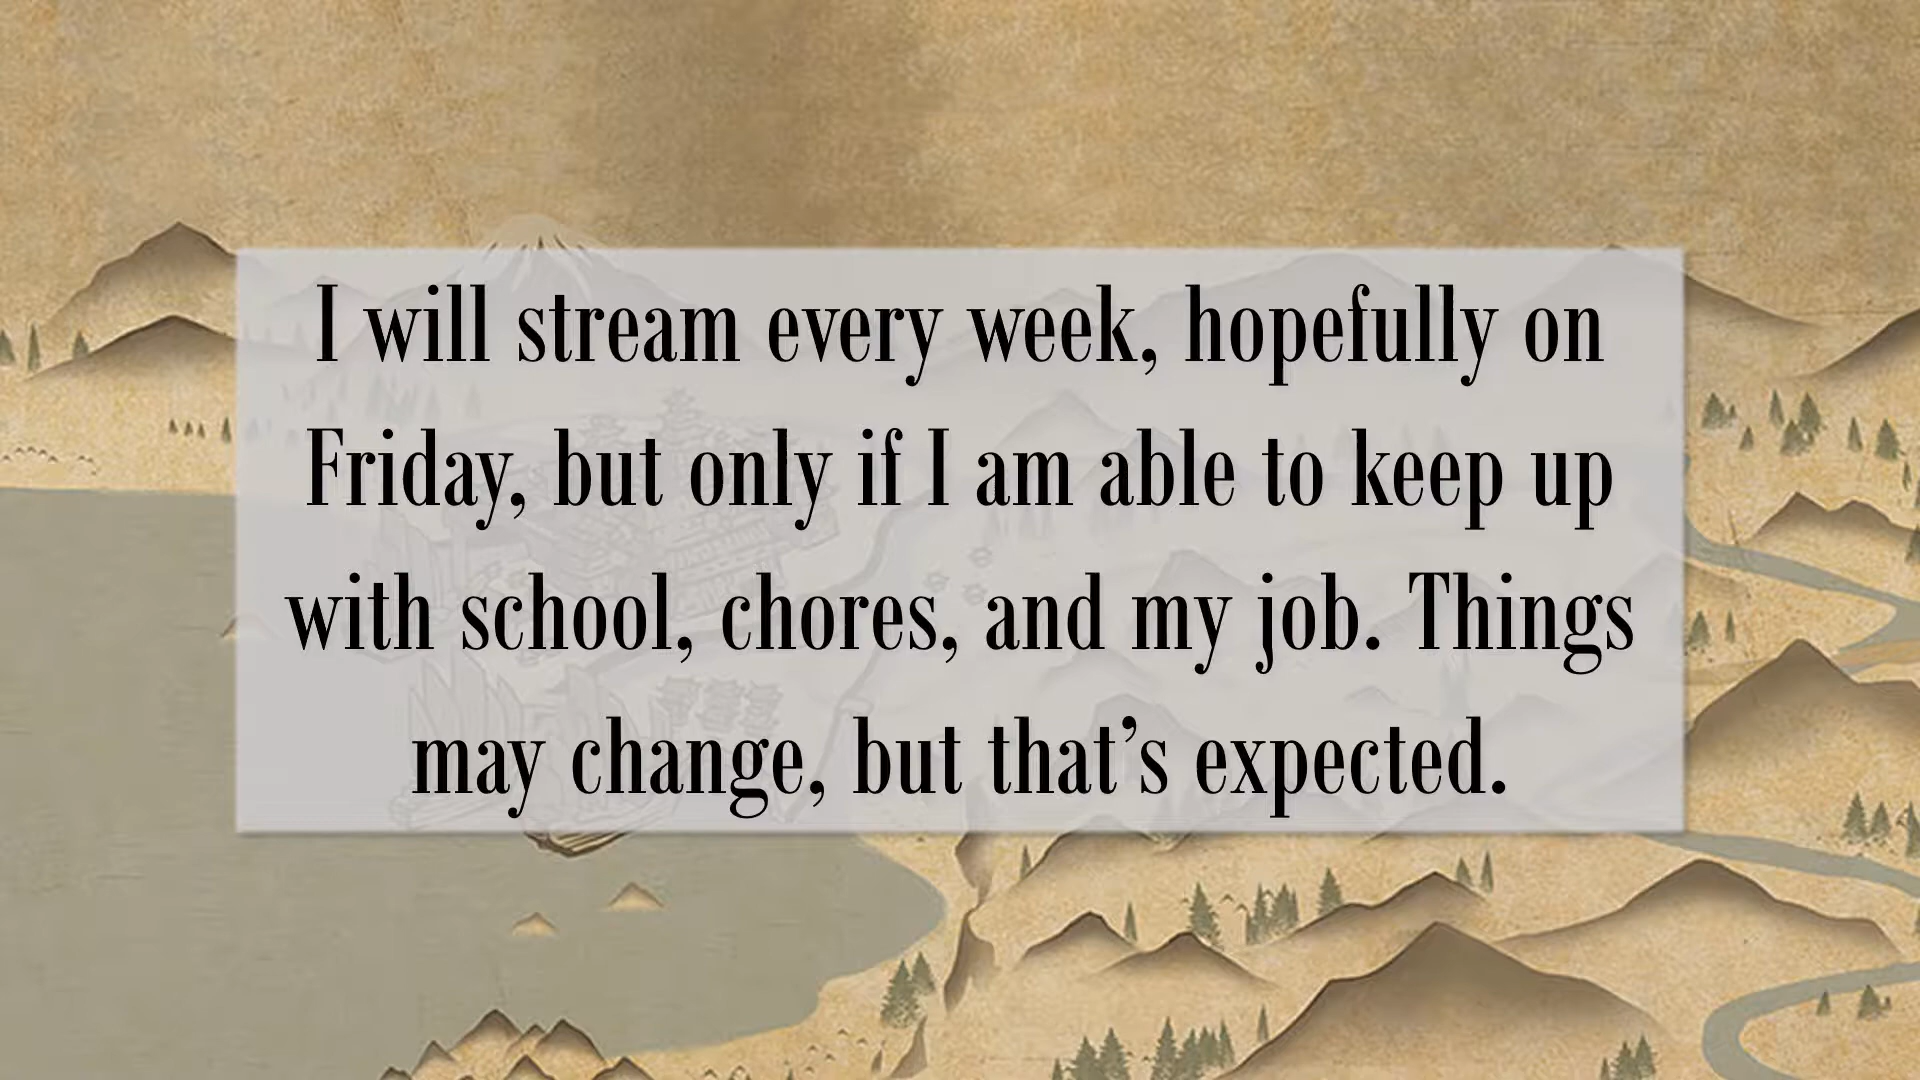 I will stream every week, hopefully on
Friday, but only if I am able to keep up
with school, chores, and my job. Things
may change, but that’s expected.